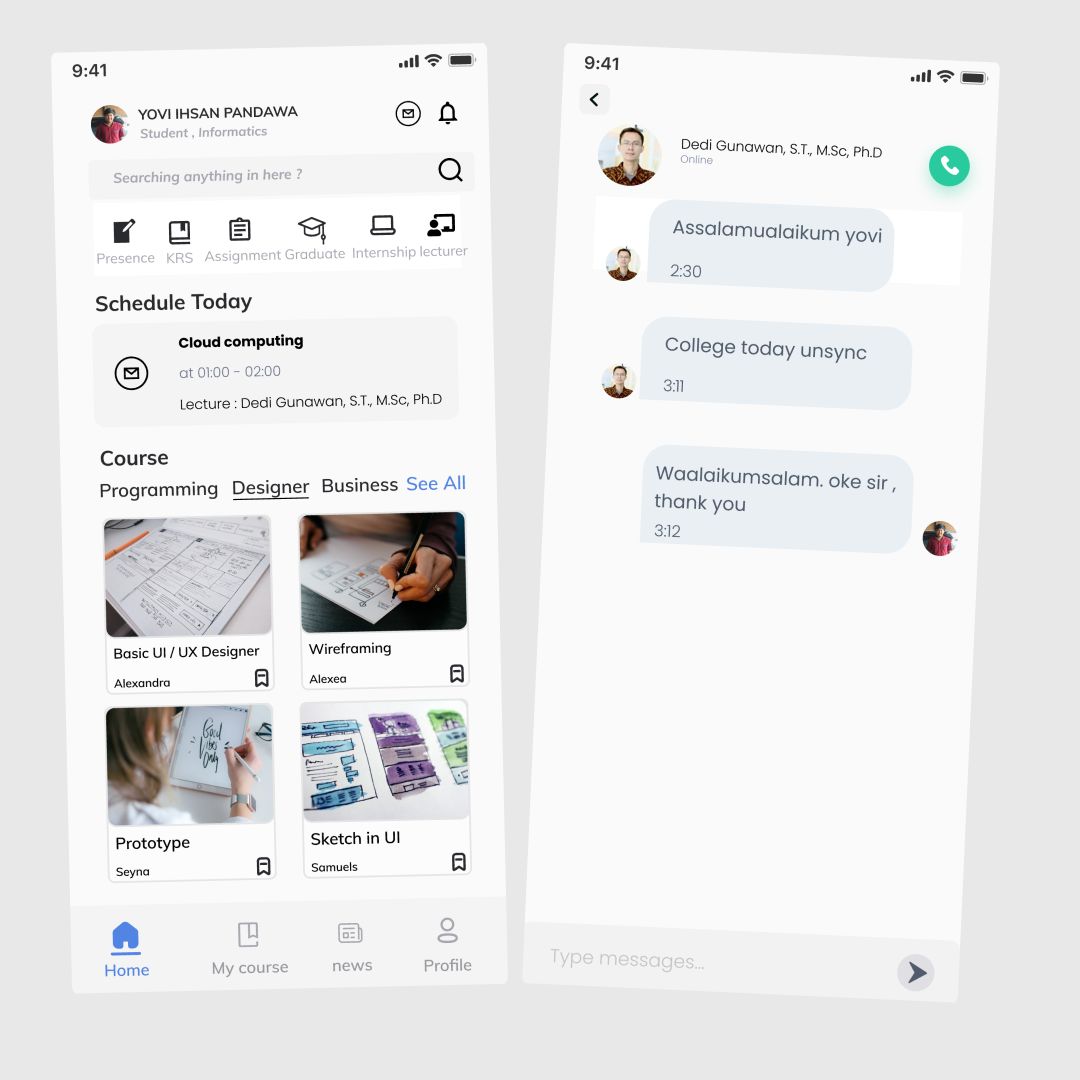 9:41
YOVI IHSAN PANDAWA
Student , Informatics
Searching anything in here ?
Presence KRS Assignment Graduate Internship lecturer
Schedule Today
Cloud computing
at 01:00 - 02:00
Lecture : Dedi Gunawan, S.T., M.Sc, Ph.D
Course
Programming Designer Business See All
Basic UI / UX Designer
Alexandra
Wireframing
Alexea
Good
Vibes
Only
Prototype
Seyna
Sketch in UI
Samuels
Home My course news Profile
9:41
Dedi Gunawan, S.T., M.Sc, Ph.D
Online
Assalamualaikum yovi
2:30
College today unsync
3:11
Waalaikumsalam. oke sir ,
thank you
3:12
Type messages...